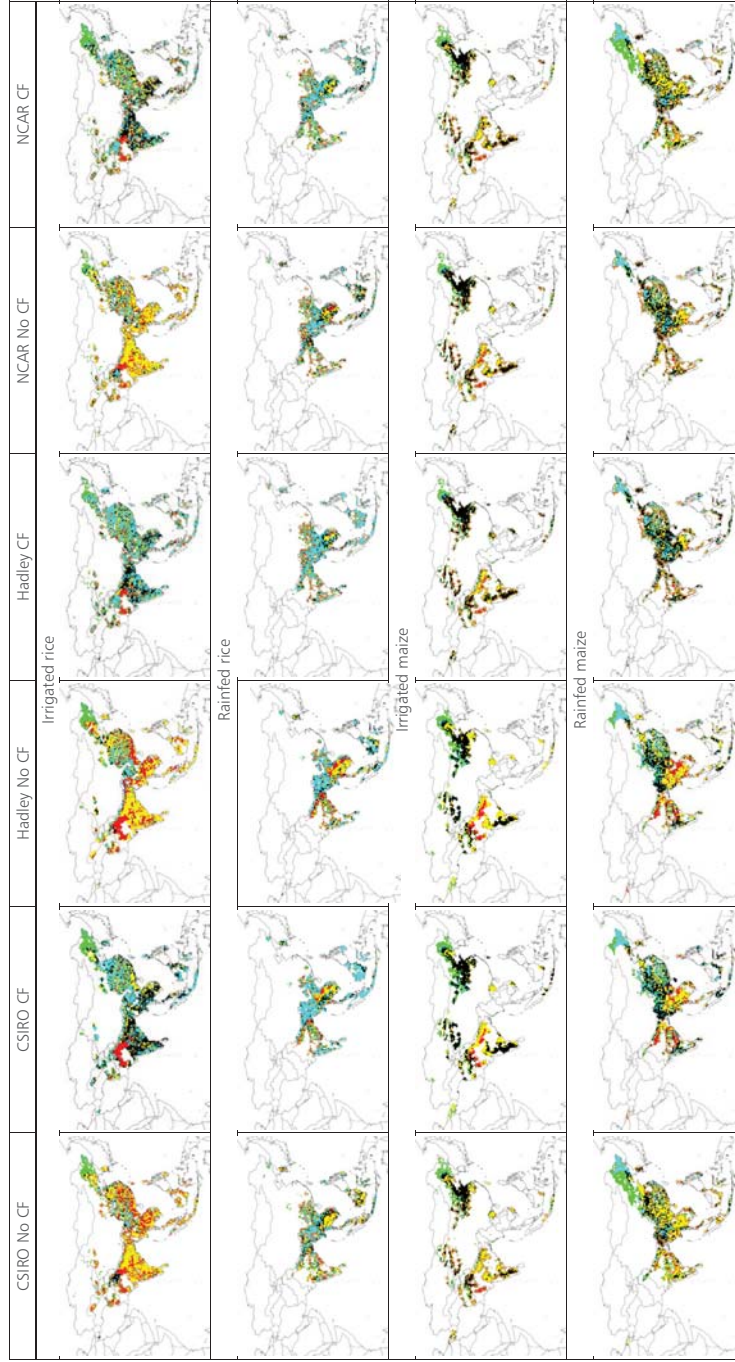 CSIRO No CF
CSIRO CF
Hadley No CF
Hadley CF
NCAR No CF
NCAR CF
Irrigated rice
Rainfed rice
Irrigated maize
Rainfed maize